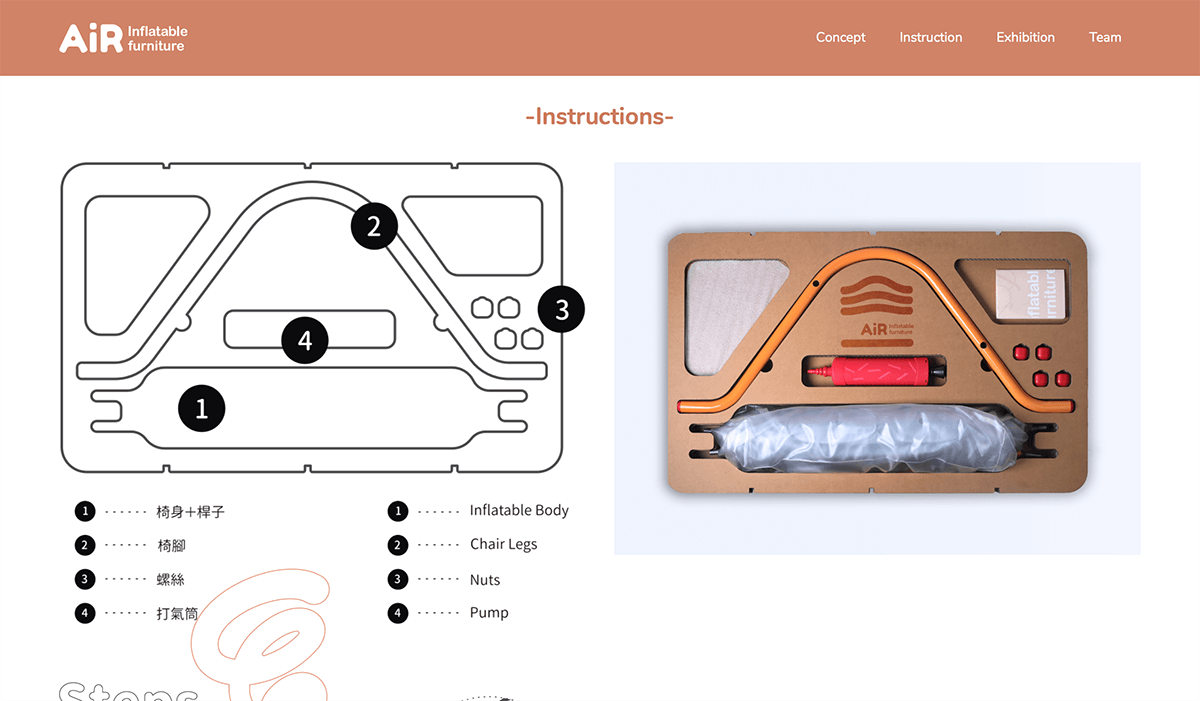 AiR Inflatable
furniture
Concept Instruction Exhibition Team
-Instructions-
2
3
4
1
AiR Inflatable
furniture
1 椅身+桿子
2 椅腳
3 螺絲
4 打氣筒
1 Inflatable Body
2 Chair Legs
3 Nuts
4 Pump
Steps